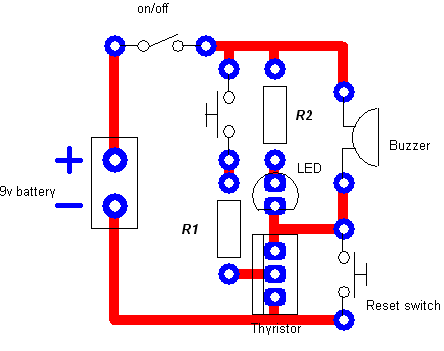 on/off
R2
Buzzer
LED
+
9v battery
−
R1
Reset switch
Thyristor